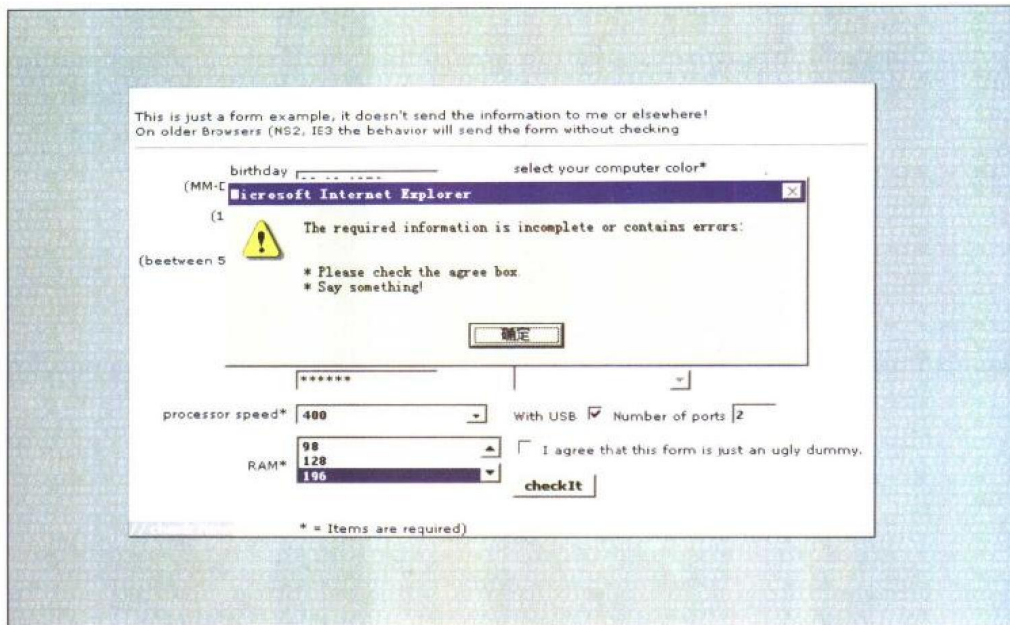 This is just a form example, it doesn't send the information to me or elsewhere!
On older Browsers (NS2, IE3 the behavior will send the form without checking
birthday
select your computer color*
(MM-D
Microsoft Internet Explorer
(1
The required information is incomplete or contains errors:
(beetween 5
* Please check the agree box
* Say something!
确定
******
processor speed* 400
With USB Number of ports 2
RAM*
98
128
196
I agree that this form is just an ugly dummy.
checkIt
* = Items are required)